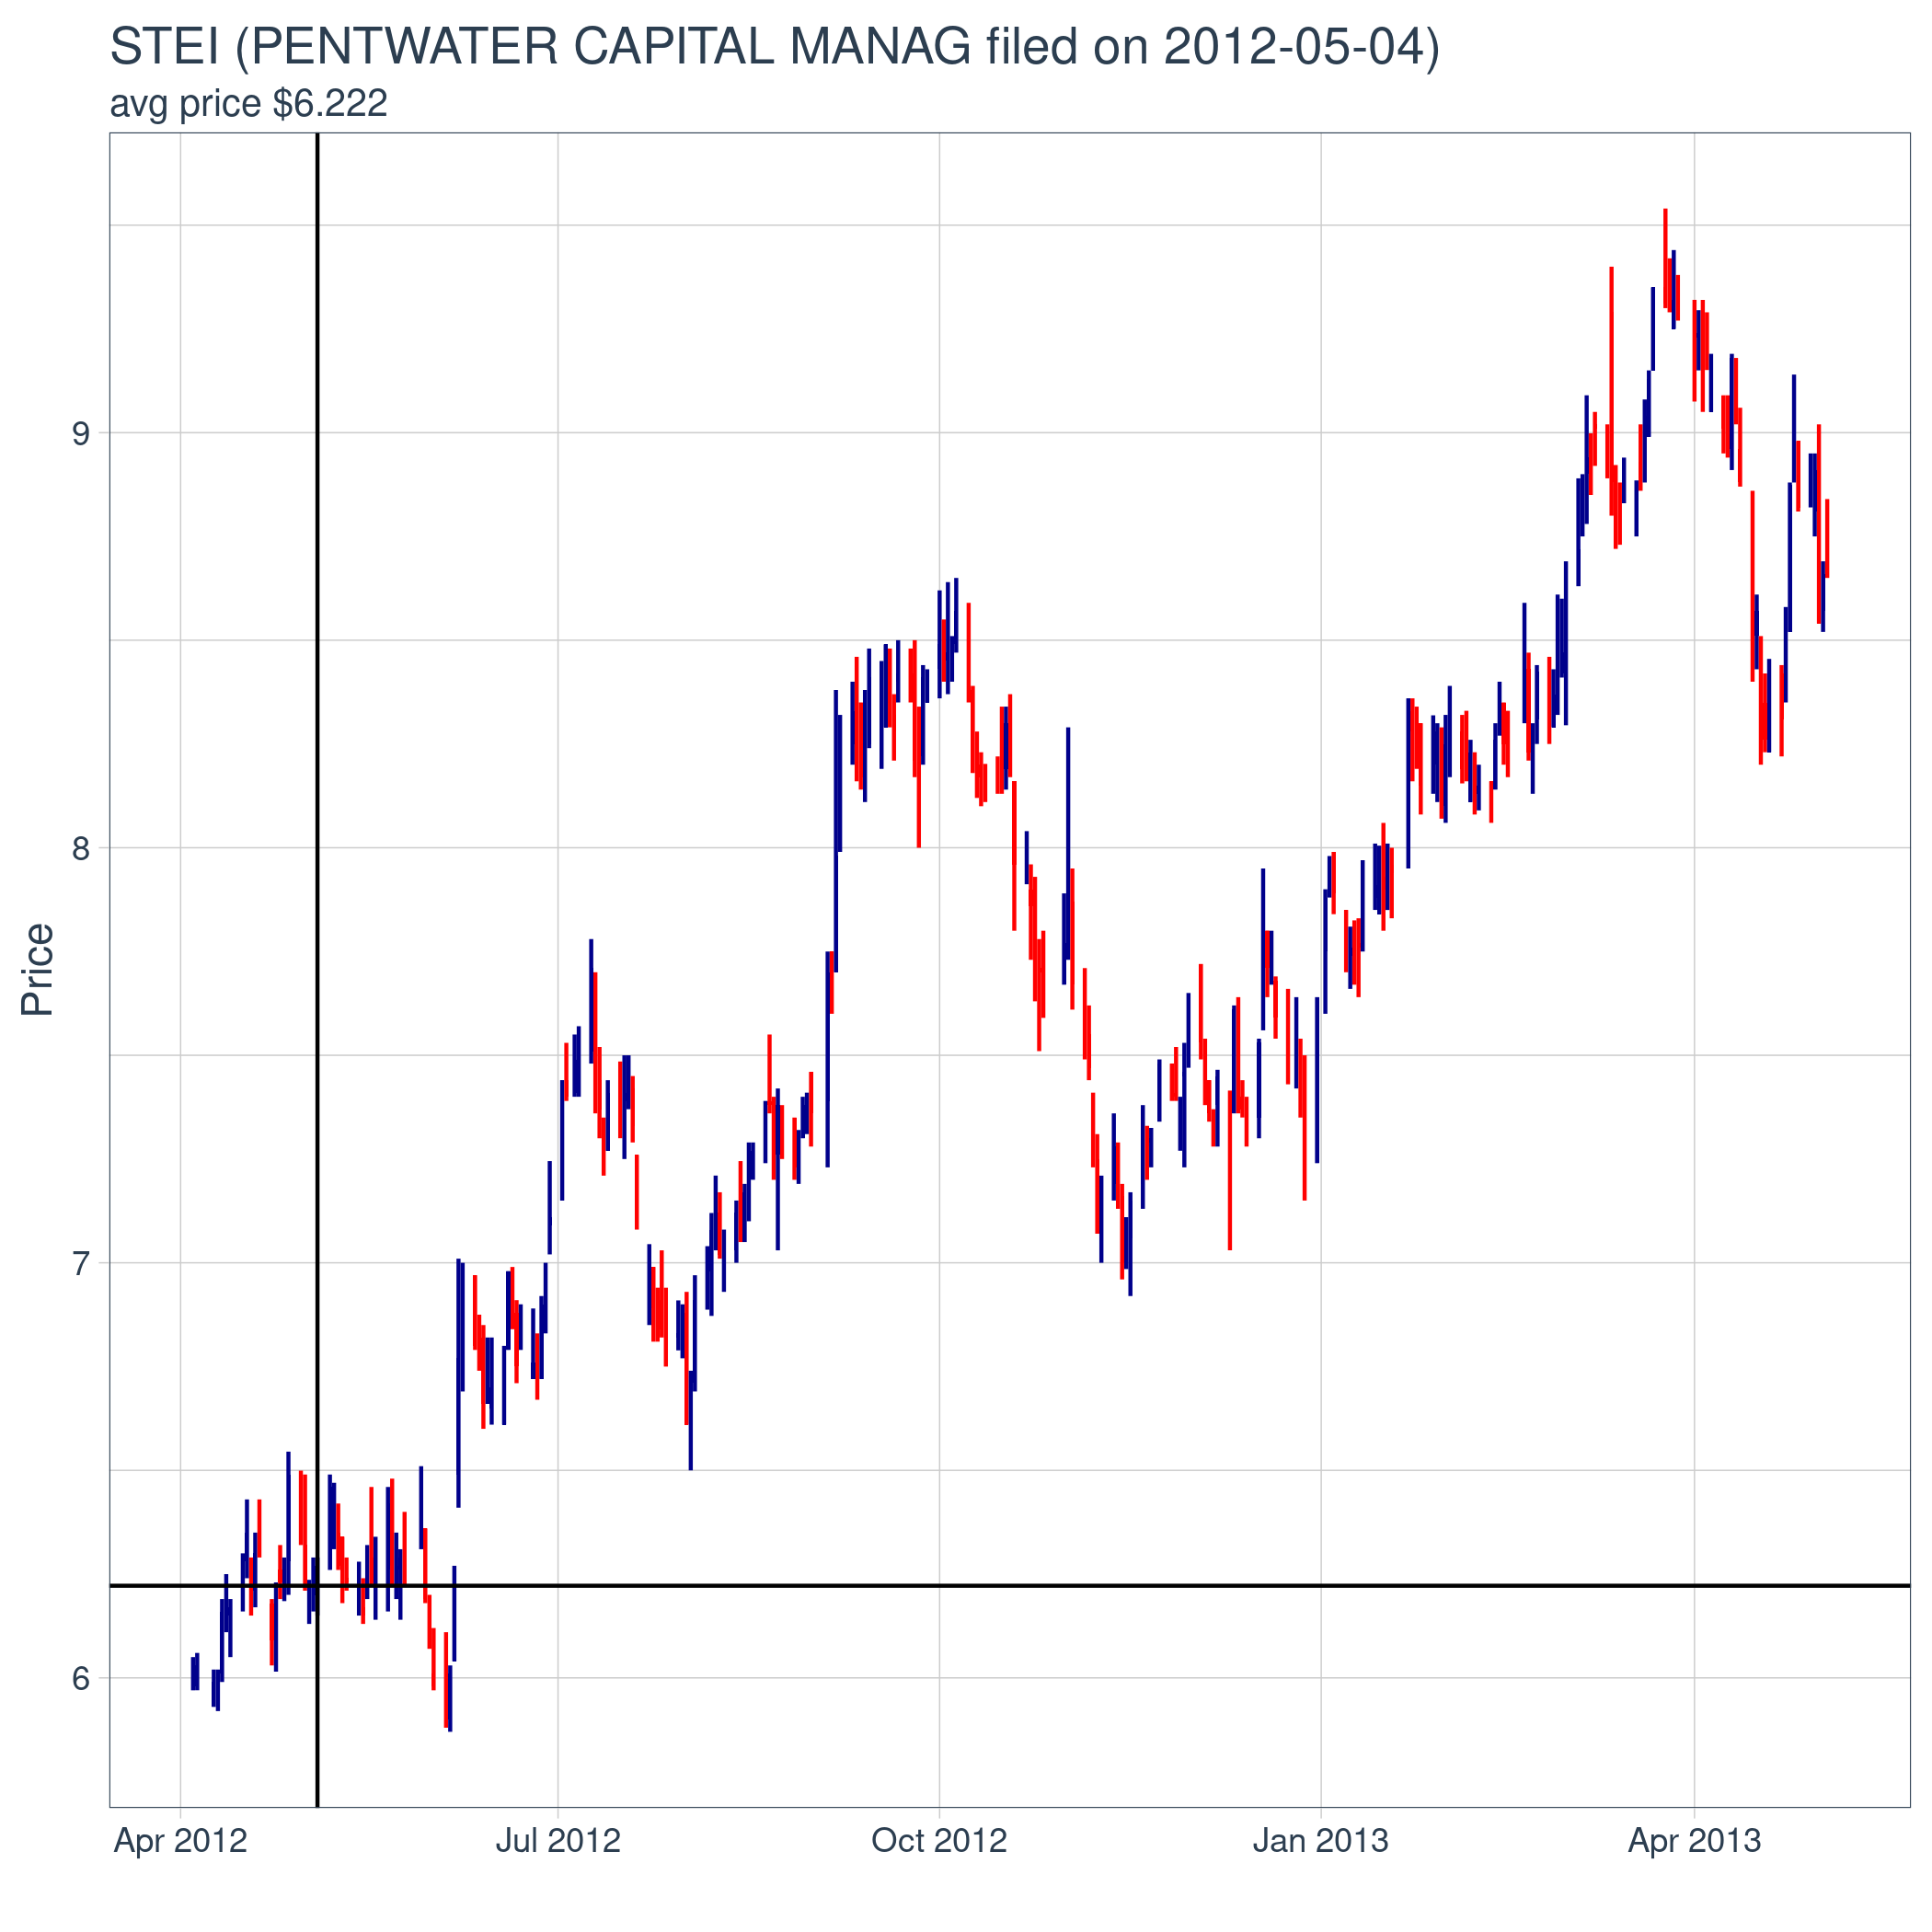 STEI (PENTWATER CAPITAL MANAG filed on 2012-05-04)
avg price $6.222
9
8
Price
7
6
Apr 2012 Jul 2012 Oct 2012 Jan 2013 Apr 2013